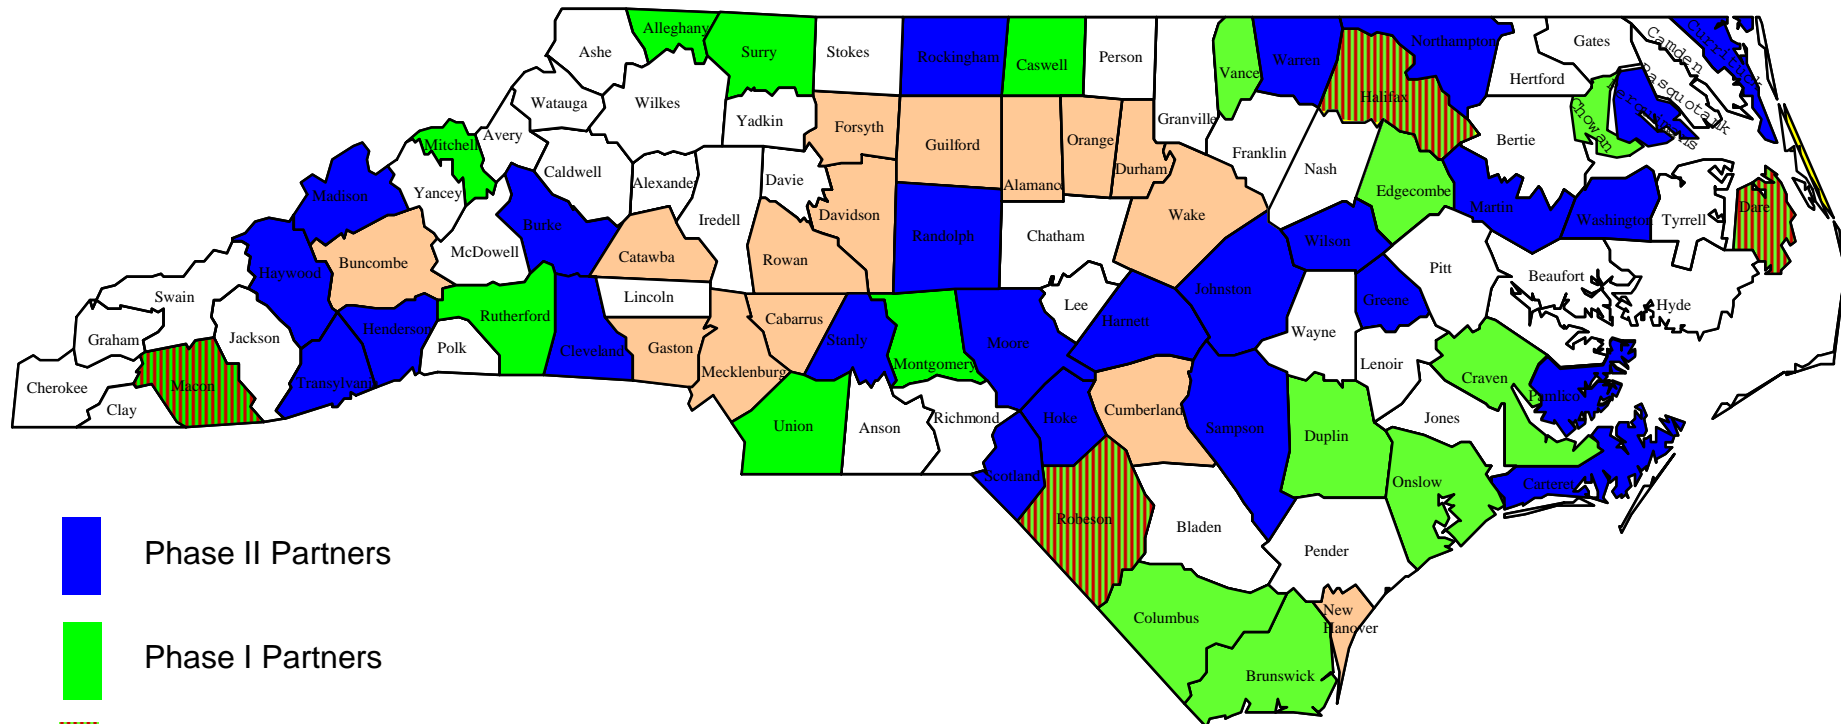 Alleghany
Ashe
Surry
Stokes
Rockingham
Caswell
Person
Vance
Warren
Northampton
Gates
Camden
Currituck
Hertford
Pasquotank
Perquimans
Chowan
Watauga
Wilkes
Yadkin
Forsyth
Guilford
Alamanc
Orange
Durham
Granville
Franklin
Halifax
Nash
Bertie
Mitchell
Avery
Yancey
Caldwell
Alexande
Davie
Iredell
Davidson
Randolph
Chatham
Wake
Edgecombe
Martin
Washington
Tyrrell
Dare
Madison
Burke
McDowell
Buncombe
Haywood
Catawba
Rowan
Lincoln
Wilson
Pitt
Beaufort
Hyde
Johnston
Greene
Swain
Graham
Jackson
Henderson
Rutherford
Polk
Cleveland
Gaston
Cabarrus
Mecklenburg
Stanly
Montgomery
Moore
Lee
Harnett
Wayne
Lenoir
Craven
Pamlico
Cherokee
Clay
Macon
Transylvani
Union
Anson
Richmond
Hoke
Scotland
Cumberland
Sampson
Duplin
Jones
Onslow
Carteret
Robeson
Bladen
Pender
Columbus
Brunswick
New
Hanover
Phase II Partners
Phase I Partners